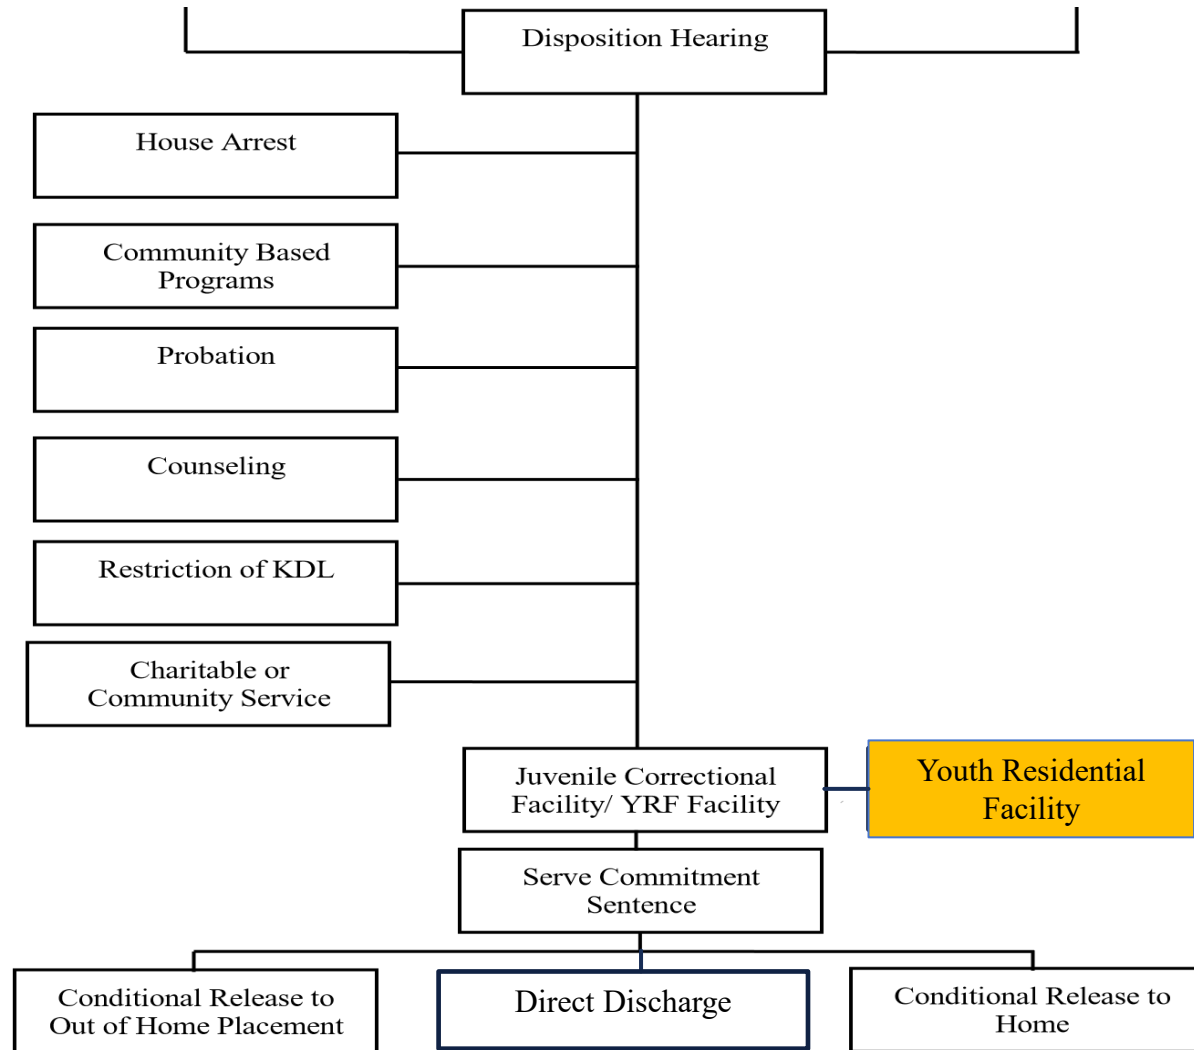 Disposition Hearing
House Arrest
Community Based
Programs
Probation
Counseling
Restriction of KDL
Charitable or
Community Service
Juvenile Correctional
Facility/ YRF Facility
Youth Residential
Facility
Serve Commitment
Sentence
Conditional Release to
Out of Home Placement
Direct Discharge
Conditional Release to
Home